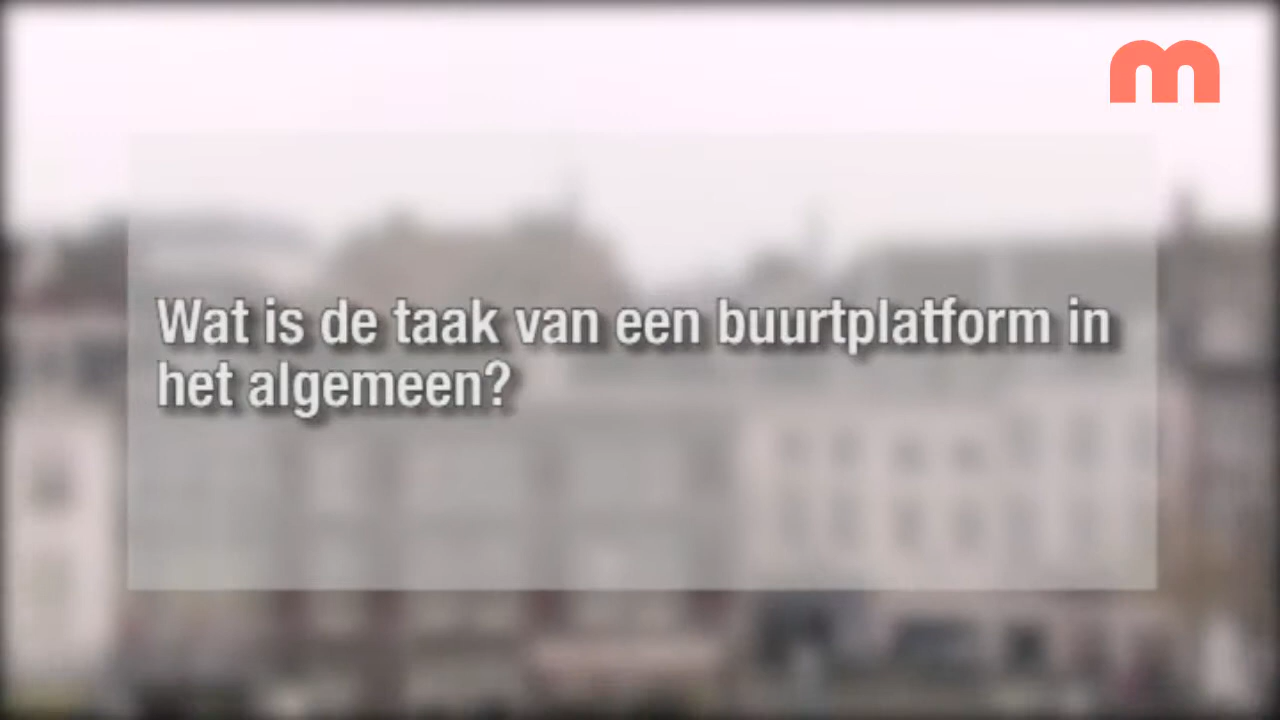 m
Wat is de taak van een buurtplatform in
het algemeen?